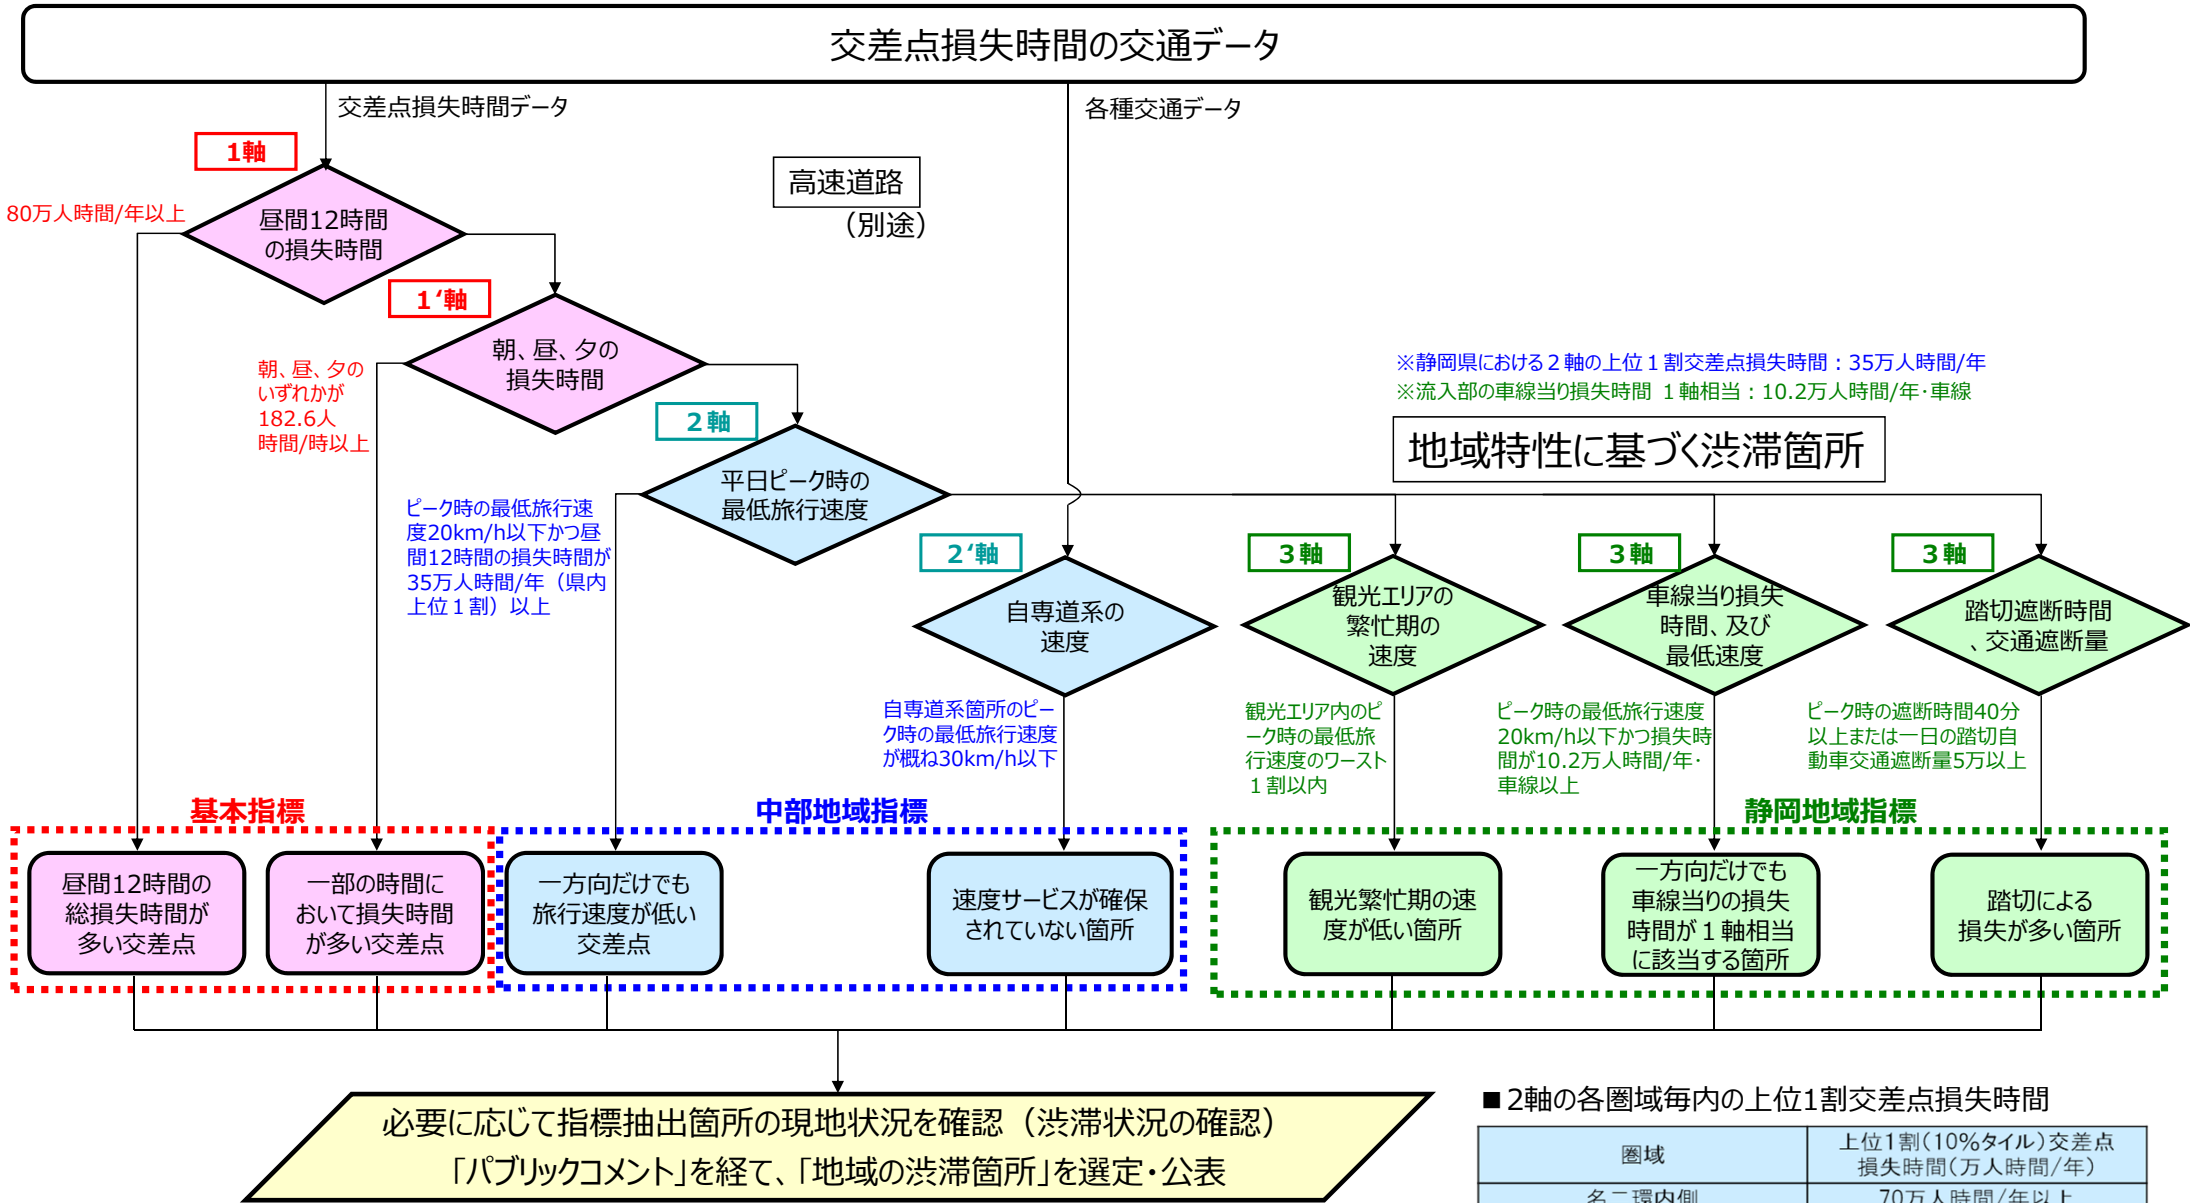 交差点損失時間の交通データ
交差点損失時間データ
各種交通データ
1軸
高速道路
（別途）
80万人時間/年以上
昼間12時間
の損失時間
1‘軸
朝、昼、夕の
損失時間
朝、昼、夕の
いずれかが
182.6人
時間/時以上
※静岡県における２軸の上位１割交差点損失時間：35万人時間/年
※流入部の車線当り損失時間 １軸相当：10.2万人時間/年・車線
２軸
地域特性に基づく渋滞箇所
平日ピーク時の
最低旅行速度
ピーク時の最低旅行速
度20km/h以下かつ昼
間12時間の損失時間が
35万人時間/年（県内
上位１割）以上
２‘軸
３軸
３軸
３軸
自専道系の
速度
観光エリアの
繁忙期の
速度
車線当り損失
時間、及び
最低速度
踏切遮断時間
、交通遮断量
自専道系箇所のピー
ク時の最低旅行速度
が概ね30km/h以下
観光エリア内のピ
ーク時の最低旅
行速度のワースト
１割以内
ピーク時の最低旅行速度
20km/h以下かつ損失時
間が10.2万人時間/年・
車線以上
ピーク時の遮断時間40分
以上または一日の踏切自
動車交通遮断量5万以上
基本指標
中部地域指標
静岡地域指標
昼間12時間の
総損失時間が
多い交差点
一部の時間に
おいて損失時間
が多い交差点
一方向だけでも
旅行速度が低い
交差点
速度サービスが確保
されていない箇所
観光繁忙期の速
度が低い箇所
一方向だけでも
車線当りの損失
時間が１軸相当
に該当する箇所
踏切による
損失が多い箇所
必要に応じて指標抽出箇所の現地状況を確認（渋滞状況の確認）
「パブリックコメント」を経て、「地域の渋滞箇所」を選定・公表
■2軸の各圏域毎内の上位1割交差点損失時間
圏域
上位1割(10%タイル)交差点
損失時間(万人時間/年)
名二環内側
70万人時間/年以上